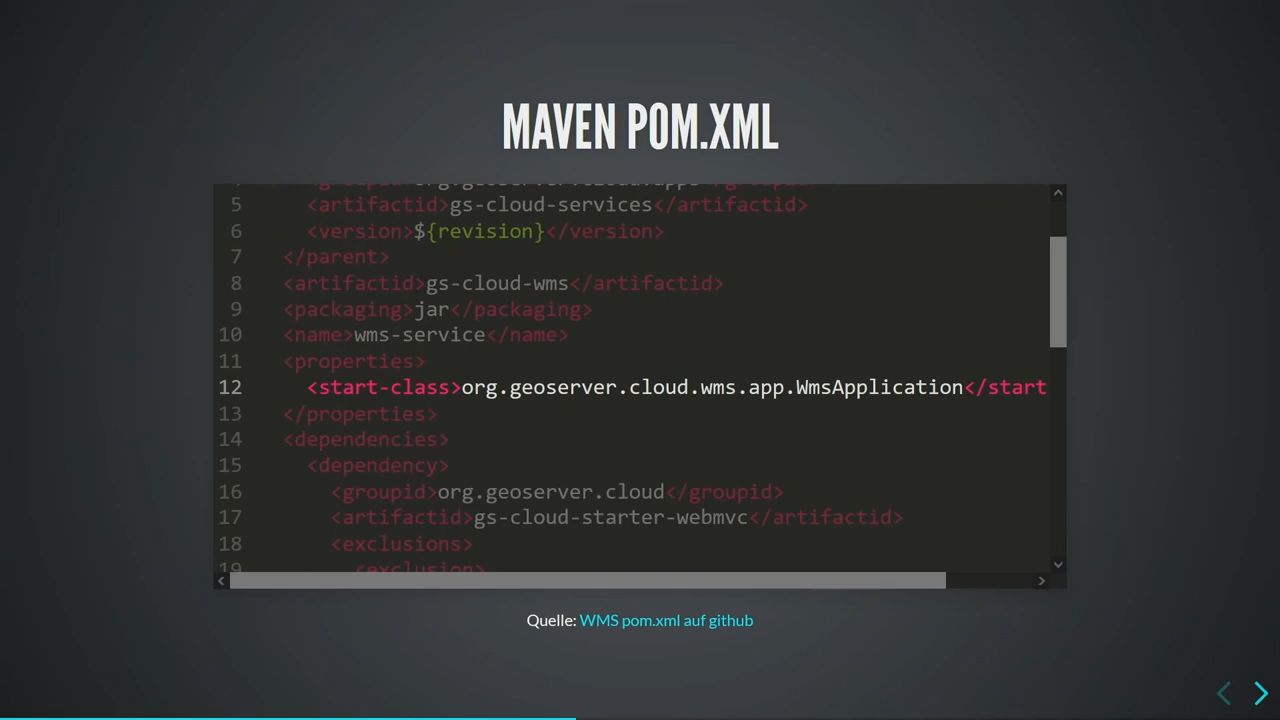 MAVEN POM.XML
5 <artifactid>gs-cloud-services</artifactid>
6 <version>${revision}</version>
7 </parent>
8 <artifactid>gs-cloud-wms</artifactid>
9 <packaging>jar</packaging>
10 <name>wms-service</name>
11 <properties>
12 <start-class>org.geoserver.cloud.wms.app.WmsApplication</start
13 </properties>
14 <dependencies>
15 <dependency>
16 <groupid>org.geoserver.cloud</groupid>
17 <artifactid>gs-cloud-starter-webmvc</artifactid>
18 <exclusions>
19 <exclusion>
Quelle: WMS pom.xml auf github